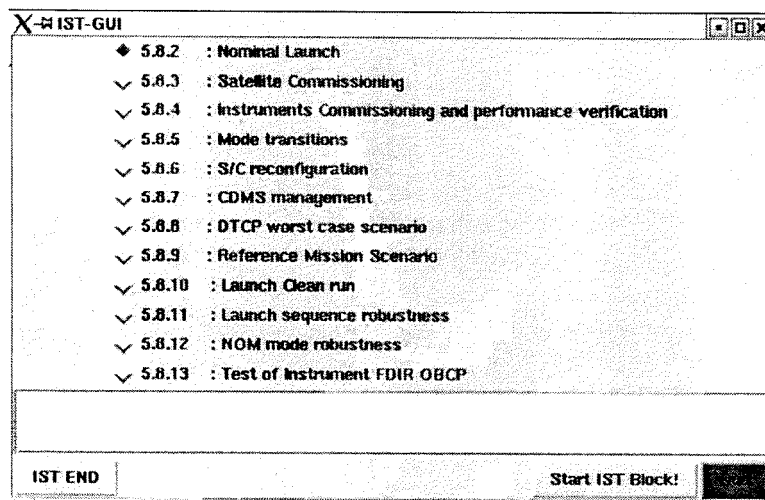 IST-GUI
5.8.2 : Nominal Launch
5.8.3 : Satellite Commissioning
5.8.4 : Instruments Commissioning and performance verification
5.8.5 : Mode transitions
5.8.6 : S/C reconfiguration
5.8.7 : CDMS management
5.8.8 : DTCP worst case scenario
5.8.9 : Reference Mission Scenario
5.8.10 : Launch Clean run
5.8.11 : Launch sequence robustness
5.8.12 : NOM mode robustness
5.8.13 : Test of Instrument FDIR OBCP
IST END Start IST Block!